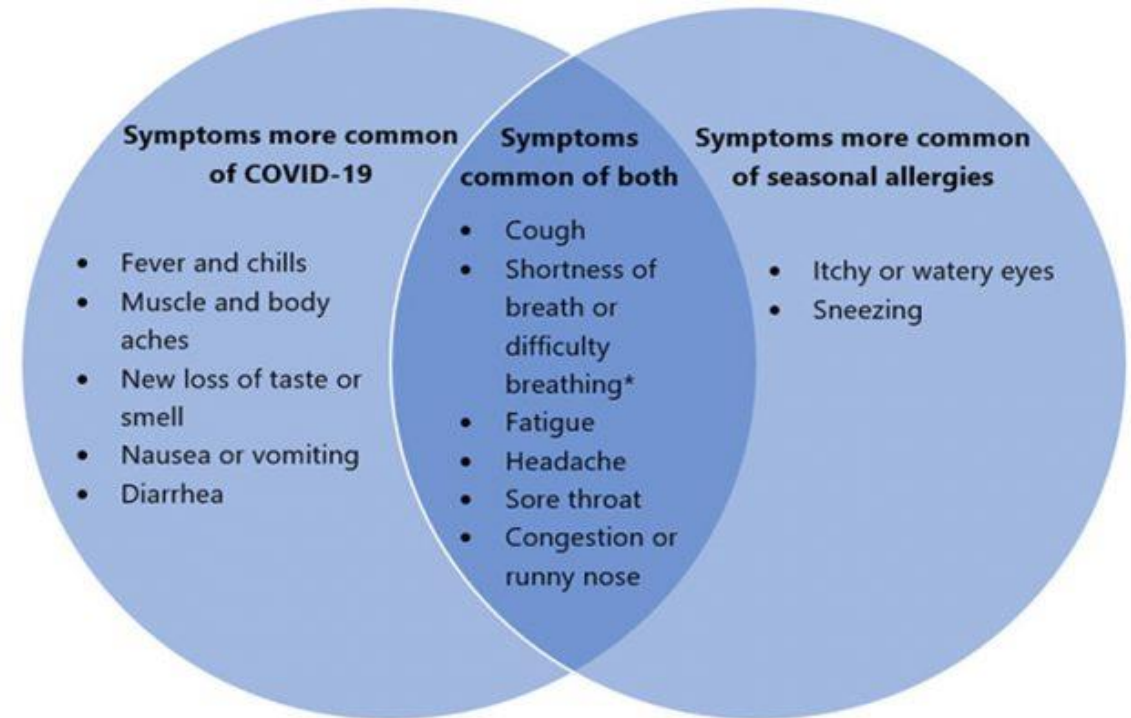 Symptoms more common
of COVID-19
• Fever and chills
• Muscle and body
aches
• New loss of taste or
smell
• Nausea or vomiting
• Diarrhea
Symptoms
common of both
• Cough
• Shortness of
breath or
difficulty
breathing*
• Fatigue
• Headache
• Sore throat
• Congestion or
runny nose
Symptoms more common
of seasonal allergies
• Itchy or watery eyes
• Sneezing